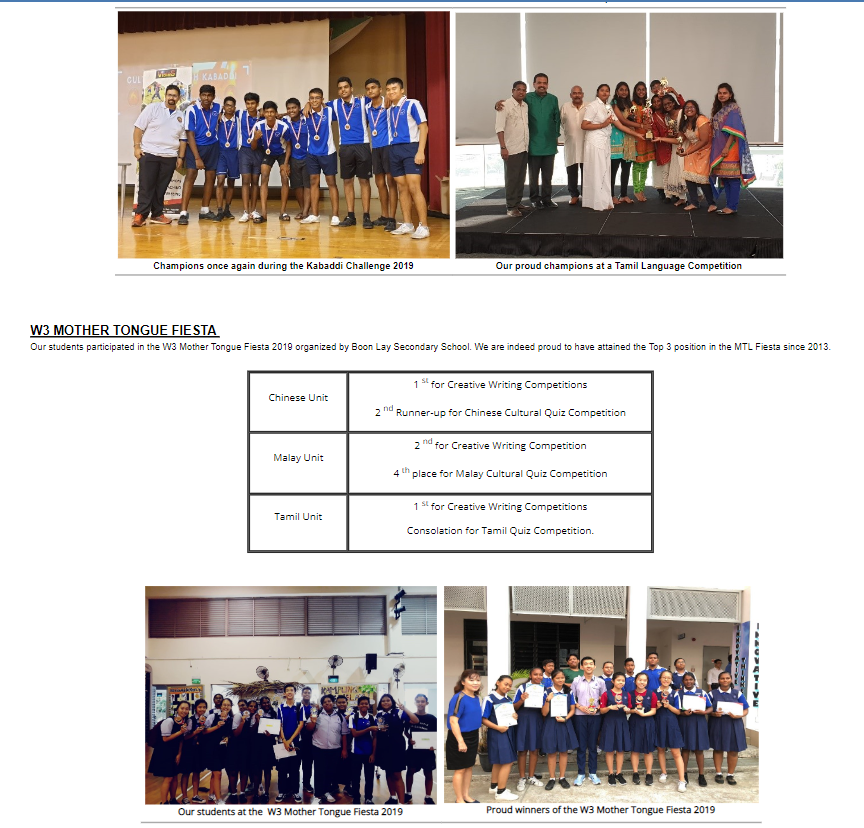 GUL
KABADDI
Champions once again during the Kabaddi Challenge 2019
Our proud champions at a Tamil Language Competition
W3 MOTHER TONGUE FIESTA
Our students participated in the W3 Mother Tongue Fiesta 2019 organized by Boon Lay Secondary School. We are indeed proud to have attained the Top 3 position in the MTL Fiesta since 2013.
Chinese Unit
1 st for Creative Writing Competitions
2 nd Runner-up for Chinese Cultural Quiz Competition
Malay Unit
2 nd for Creative Writing Competition
4 th place for Malay Cultural Quiz Competition
Tamil Unit
1 st for Creative Writing Competitions
Consolation for Tamil Quiz Competition.
KAMPUNG
INNOVATIVE
Our students at the W3 Mother Tongue Fiesta 2019
Proud winners of the W3 Mother Tongue Fiesta 2019